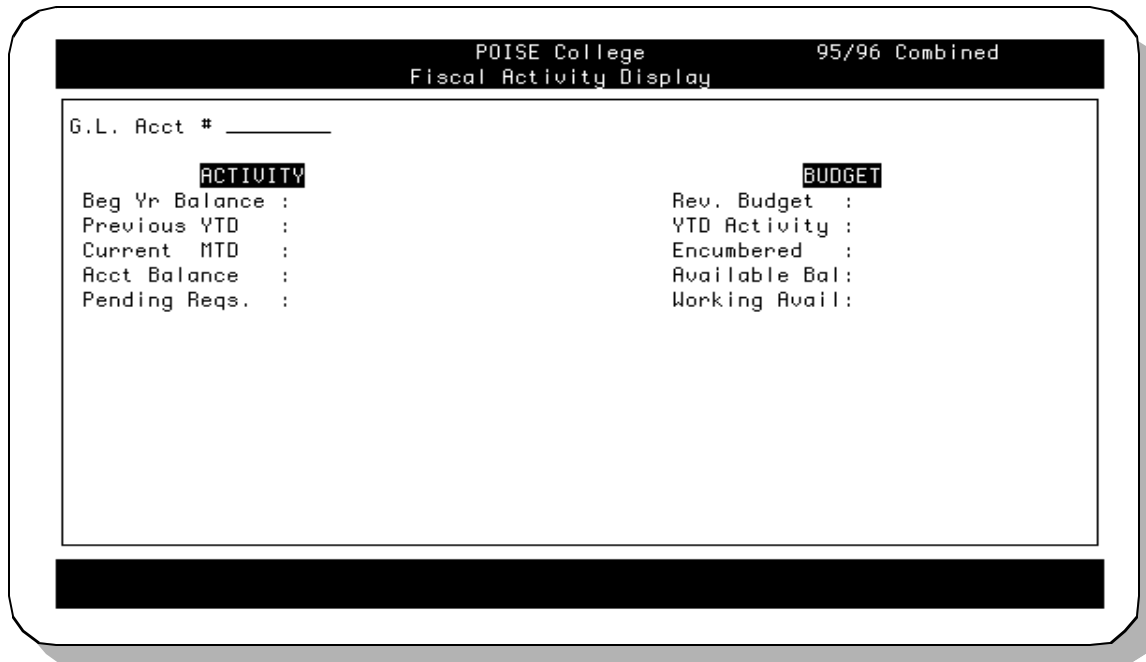 POISE College 95/96 Combined
Fiscal Activity Display
G.L. Acct # _________
ACTIVITY BUDGET
Beg Yr Balance : Rev. Budget :
Previous YTD : YTD Activity :
Current MTD : Encumbered :
Acct Balance : Available Bal:
Pending Reqs. : Working Avail: